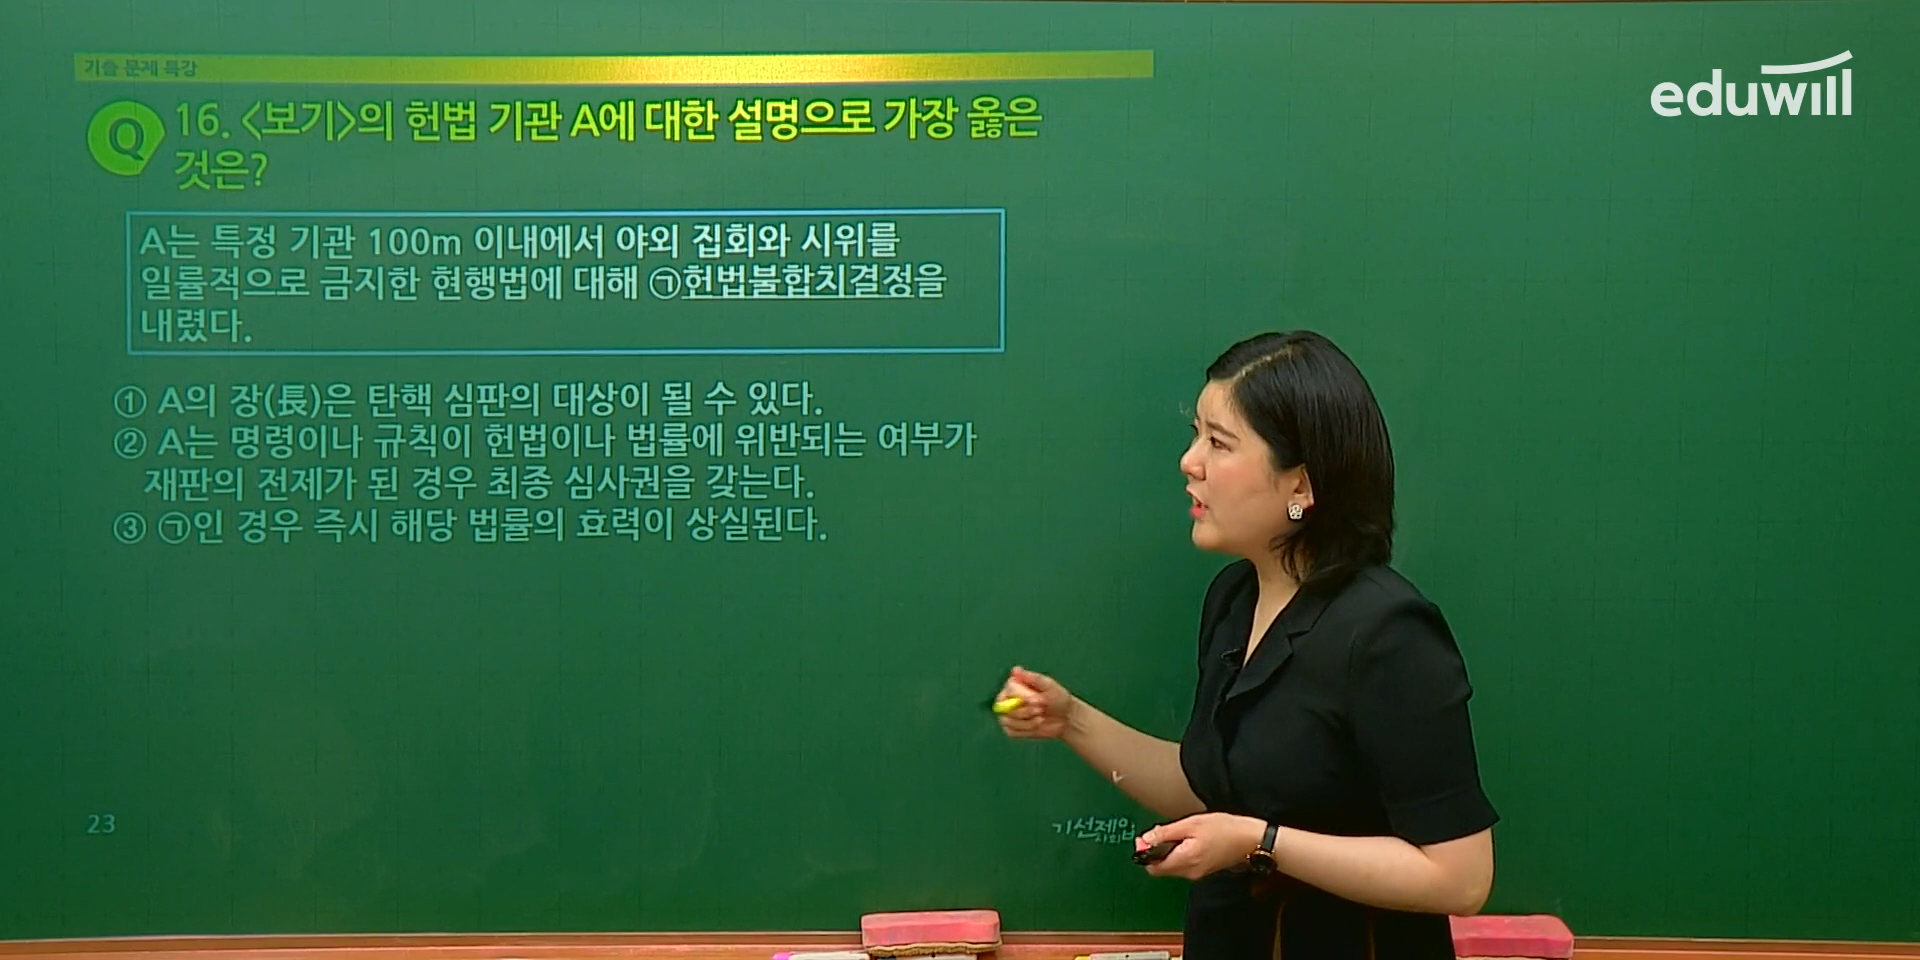 기출 문제 특강
eduwill
Q 16. <보기>의 헌법 기관 A에 대한 설명으로 가장 옳은
것은?
A는 특정 기관 100m 이내에서 야외 집회와 시위를
일률적으로 금지한 현행법에 대해 ㉠헌법불합치결정을
내렸다.
① A의 장(長)은 탄핵 심판의 대상이 될 수 있다.
② A는 명령이나 규칙이 헌법이나 법률에 위반되는 여부가
재판의 전제가 된 경우 최종 심사권을 갖는다.
③ ㉠인 경우 즉시 해당 법률의 효력이 상실된다.
23
기선제압
사회